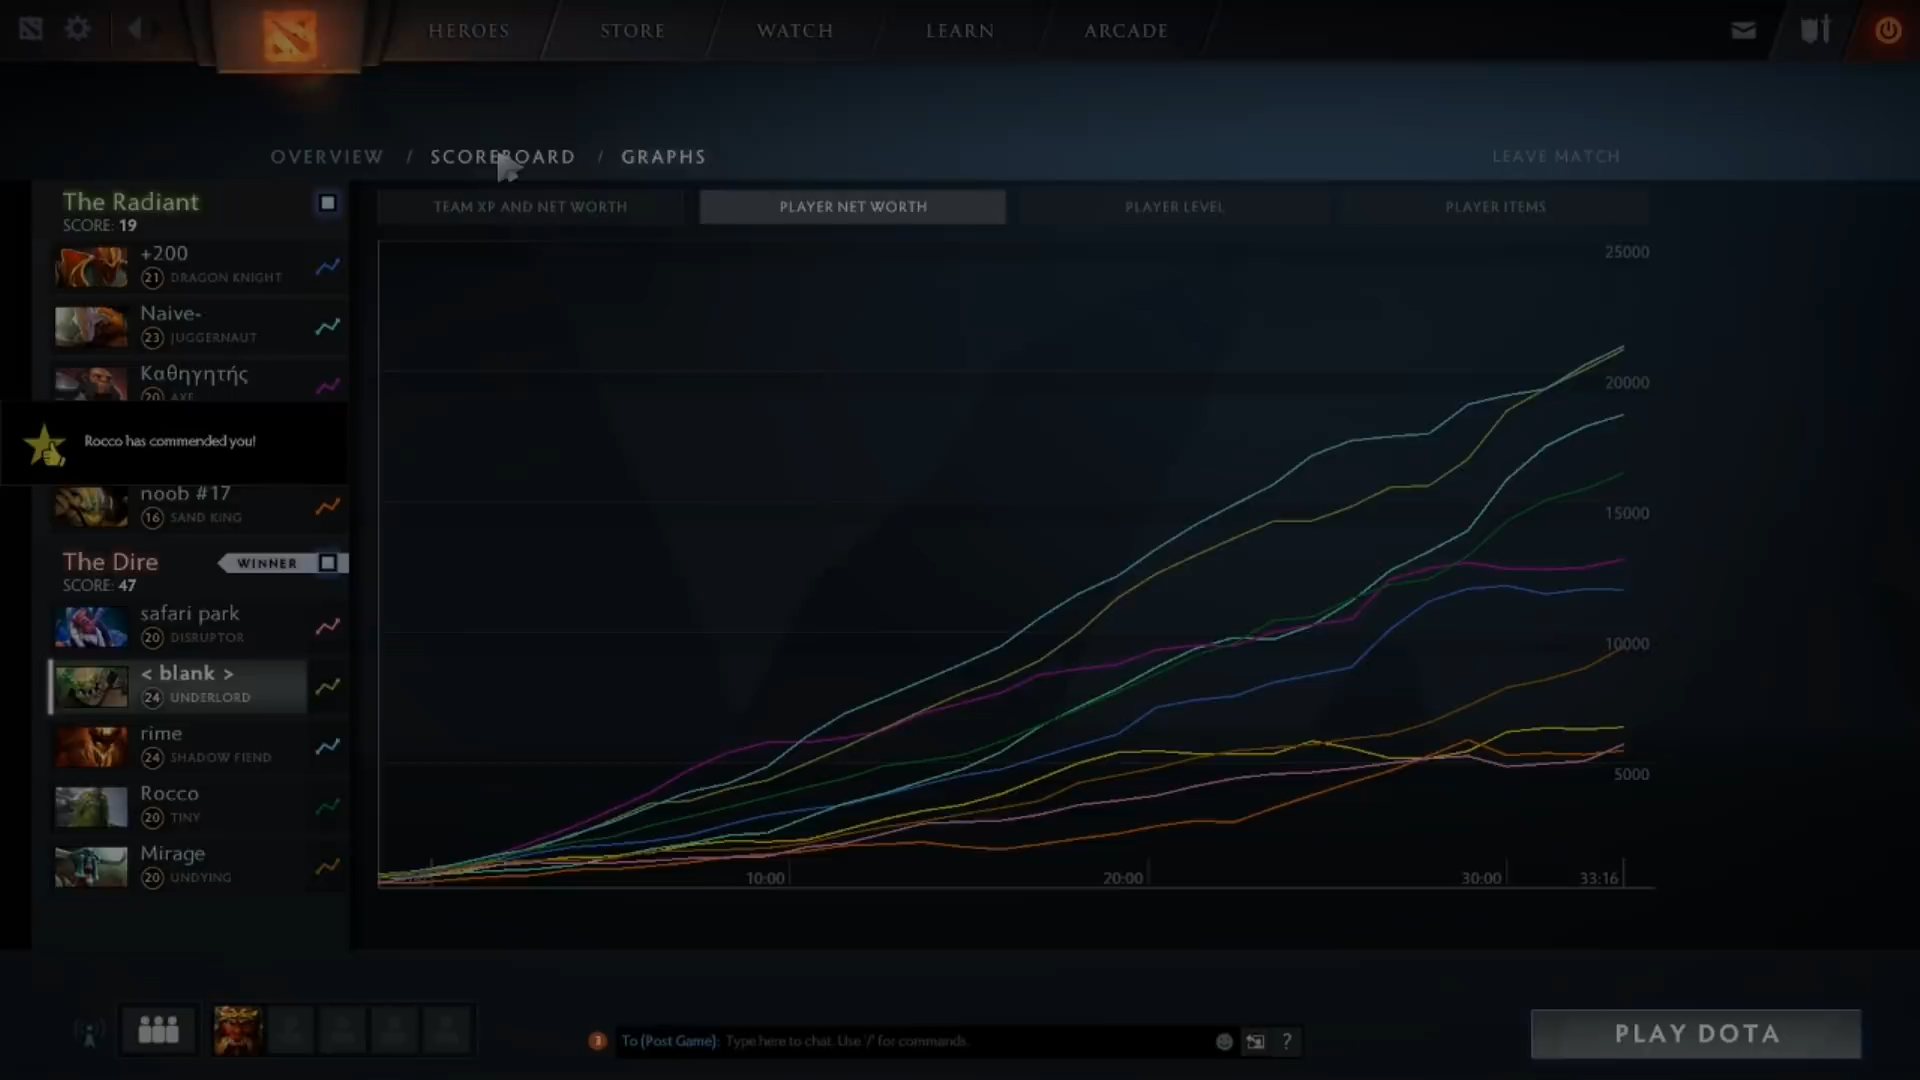 HEROES
STORE
WATCH
LEARN
ARCADE
OVERVIEW / SCOREBOARD / GRAPHS
LEAVE MATCH
The Radiant
SCORE: 19
TEAM XP AND NET WORTH
PLAYER NET WORTH
PLAYER LEVEL
PLAYER ITEMS
+200
21 DRAGON KNIGHT
Naive-
23 JUGGERNAUT
Καθηγητής
20 AXE
Rocco has commended you!
noob #17
16 SAND KING
The Dire
WINNER
SCORE: 47
safari park
20 DISRUPTOR
< blank >
24 UNDERLORD
rime
24 SHADOW FIEND
Rocco
20 TINY
Mirage
20 UNDYING
25000
20000
15000
10000
5000
10:00
20:00
30:00
33:16
3
To (Post Game): Type here to chat. Use '/' for commands.
?
PLAY DOTA